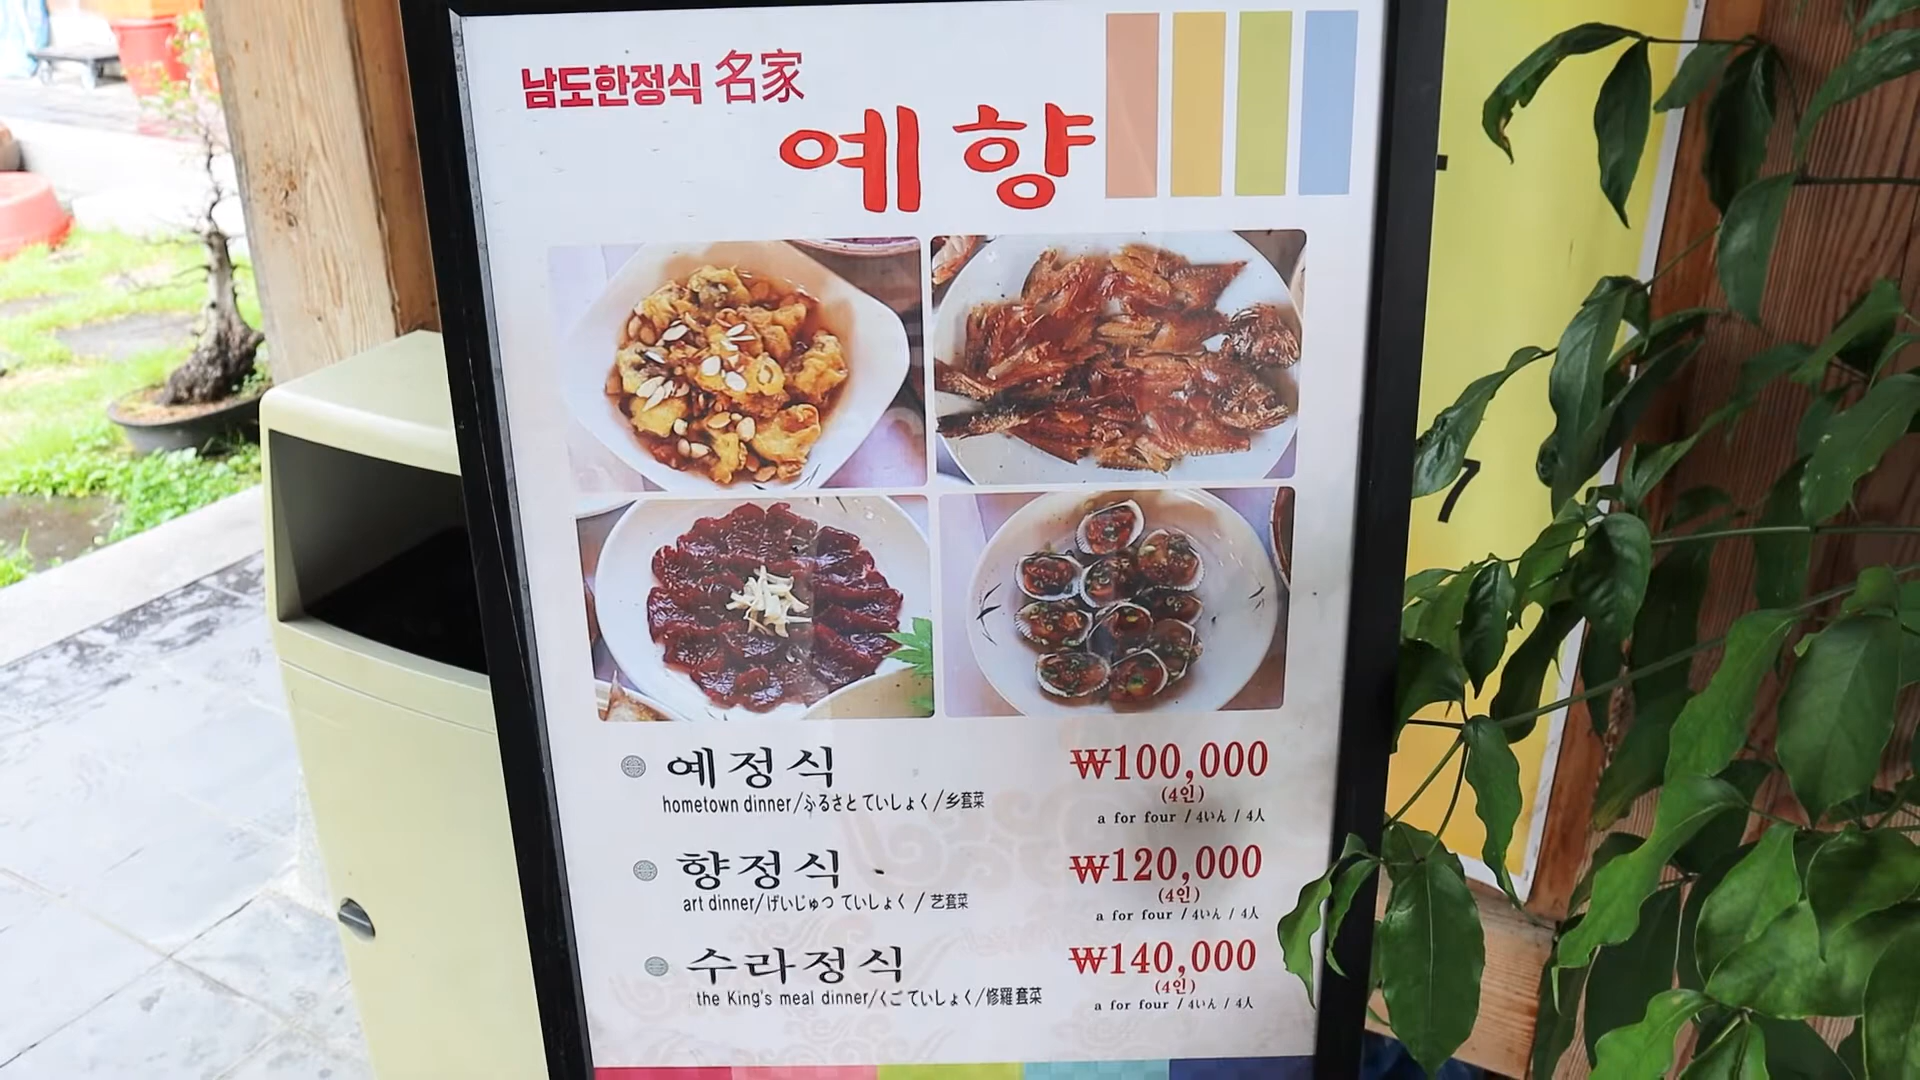 남도한정식 名家
예향
예정식 ₩100,000
hometown dinner/ふるさとていしょく/乡套菜 (4인)
a for four / 4いん / 4人
향정식 ₩120,000
art dinner/げいじゅつ ていしょく / 艺套菜 (4인)
a for four / 4いん / 4人
수라정식 ₩140,000
the King's meal dinner/くごていしょく/修羅套菜 (4인)
a for four / 4いん / 4人
7